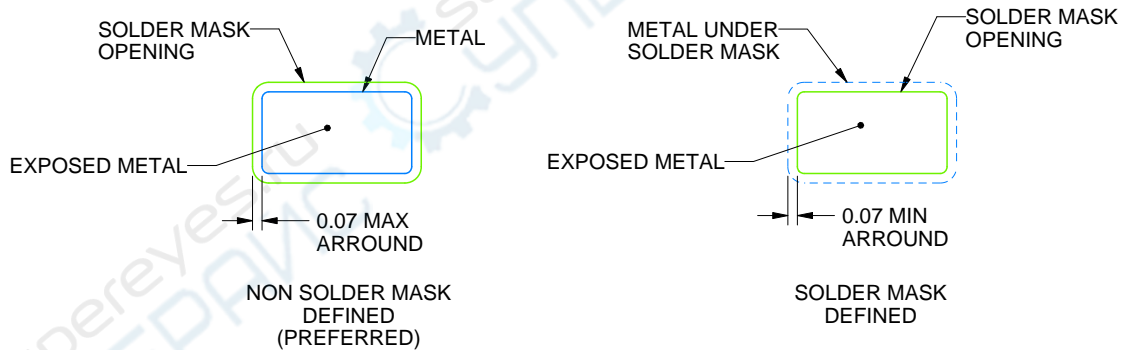 SOLDER MASK
OPENING
METAL
EXPOSED METAL
0.07 MAX
ARROUND
NON SOLDER MASK
DEFINED
(PREFERRED)
METAL UNDER
SOLDER MASK
SOLDER MASK
OPENING
EXPOSED METAL
0.07 MIN
ARROUND
SOLDER MASK
DEFINED